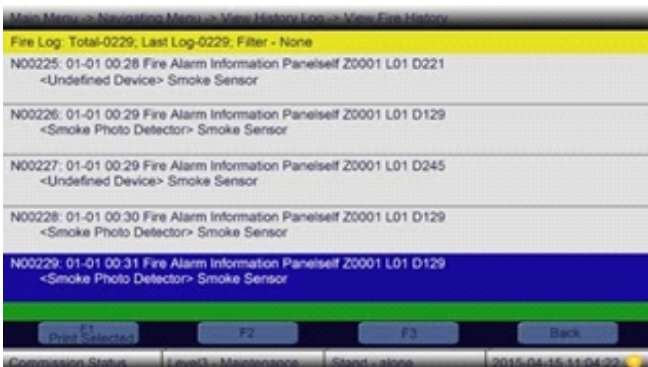 Main Menu -> Navigating Menu -> View History Log -> View Fire History
Fire Log: Total-0229; Last Log-0229; Filter - None
N00225: 01-01 00:28 Fire Alarm Information Panelself Z0001 L01 D221
<Undefined Device> Smoke Sensor
N00226: 01-01 00:29 Fire Alarm Information Panelself Z0001 L01 D129
<Smoke Photo Detector> Smoke Sensor
N00227: 01-01 00:29 Fire Alarm Information Panelself Z0001 L01 D245
<Undefined Device> Smoke Sensor
N00228: 01-01 00:30 Fire Alarm Information Panelself Z0001 L01 D129
<Smoke Photo Detector> Smoke Sensor
N00229: 01-01 00:31 Fire Alarm Information Panelself Z0001 L01 D129
<Smoke Photo Detector> Smoke Sensor
F1 F2 F3 Back
Print Selected
Commission Status Level3 - Maintenance Stand - alone 2015-04-15 11:04:22